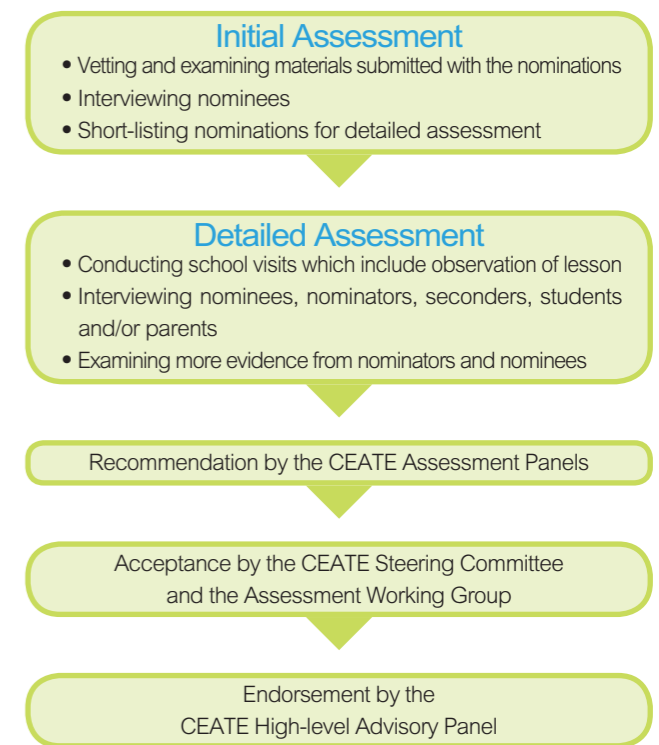 Initial Assessment
• Vetting and examining materials submitted with the nominations
• Interviewing nominees
• Short-listing nominations for detailed assessment
Detailed Assessment
• Conducting school visits which include observation of lesson
• Interviewing nominees, nominators, seconders, students
and/or parents
• Examining more evidence from nominators and nominees
Recommendation by the CEATE Assessment Panels
Acceptance by the CEATE Steering Committee
and the Assessment Working Group
Endorsement by the
CEATE High-level Advisory Panel